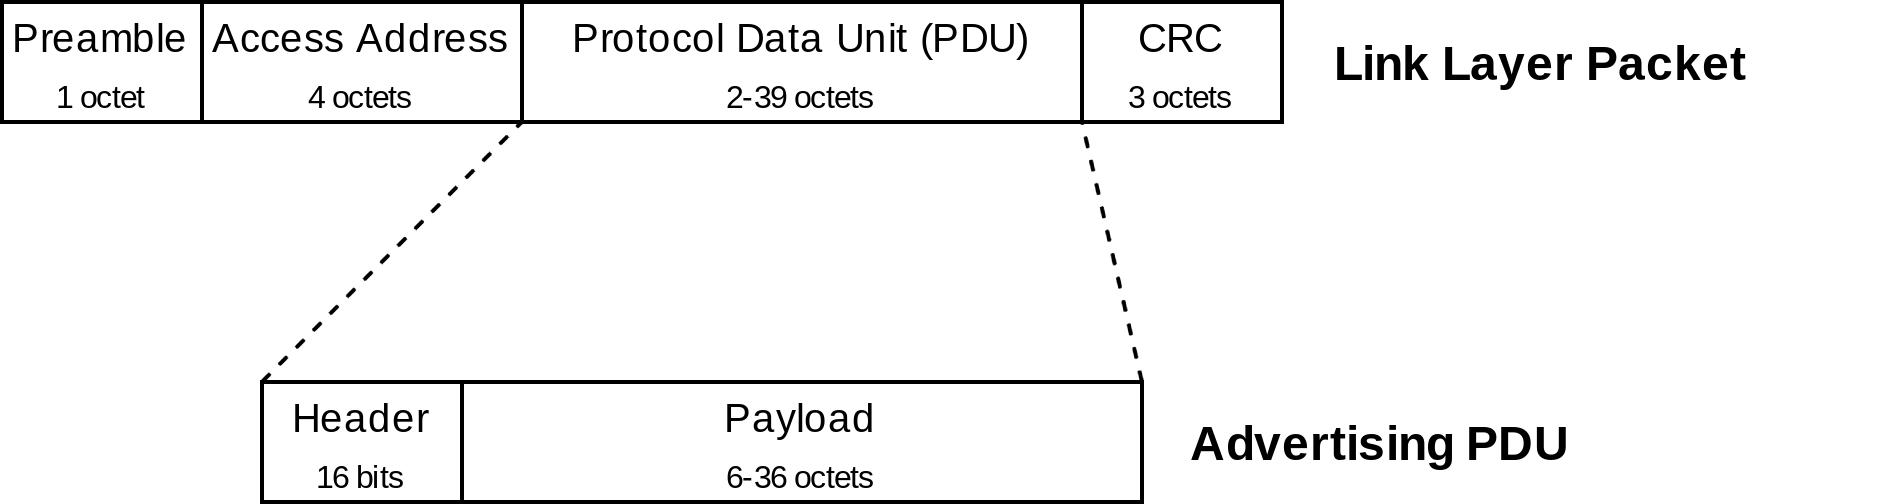 Preamble
1 octet
Access Address
4 octets
Protocol Data Unit (PDU)
2-39 octets
CRC
3 octets
Link Layer Packet
Header
16 bits
Payload
6-36 octets
Advertising PDU